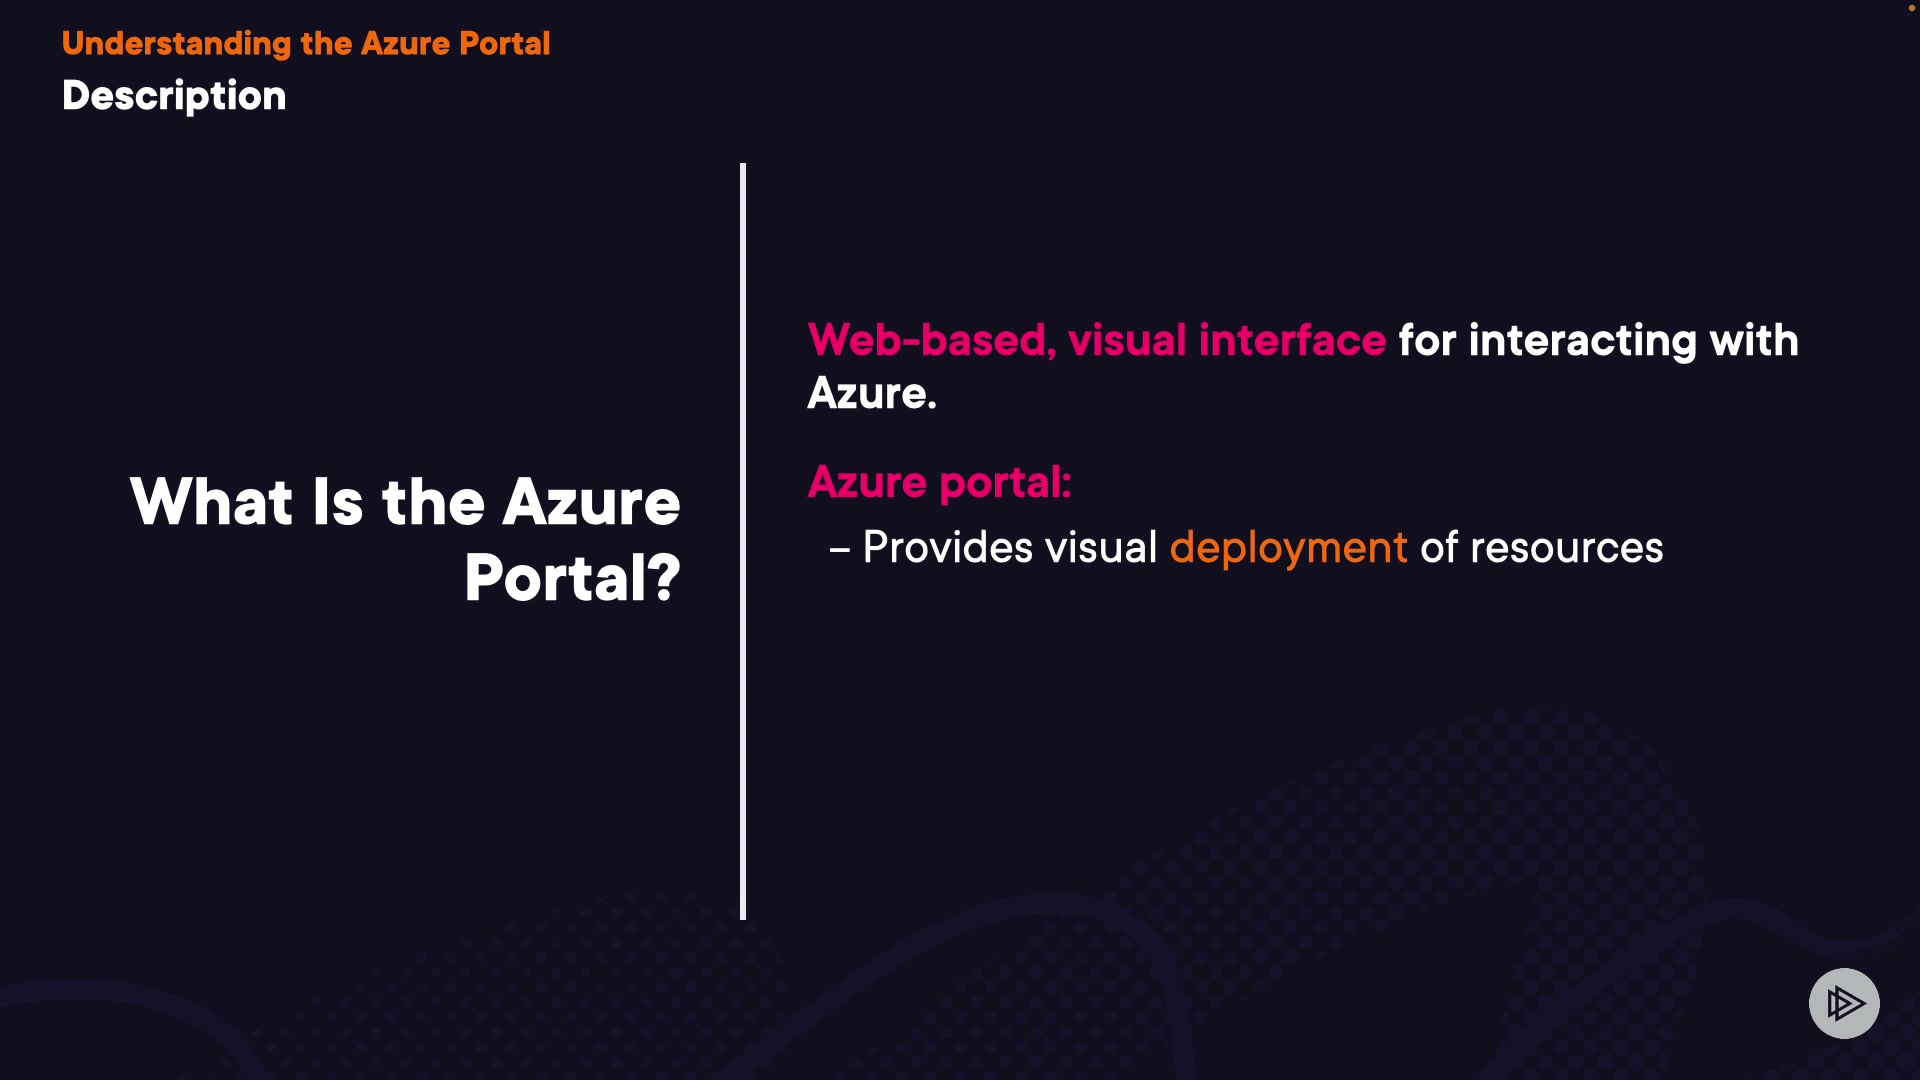 Understanding the Azure Portal
Description
What Is the Azure
Portal?
Web-based, visual interface for interacting with
Azure.
Azure portal:
– Provides visual deployment of resources